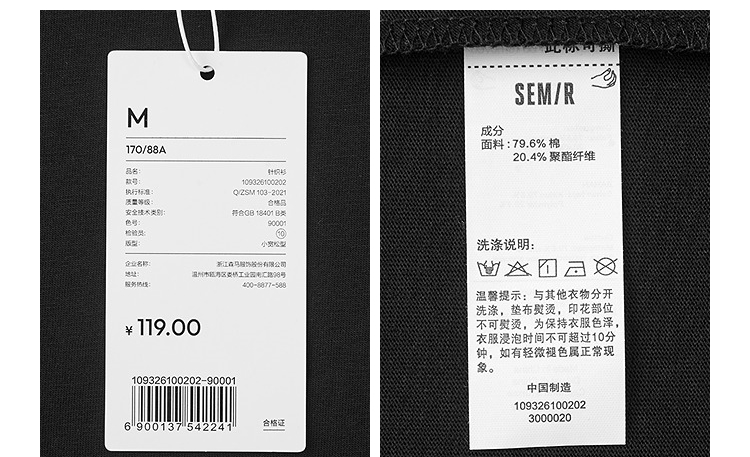 M
170/88A
品名: 针织衫
款号: 109326100202
执行标准: Q/ZSM 103-2021
质量等级: 合格品
安全技术类别: 符合GB 18401 B类
色号: 90001
检验员: 10
版型: 小宽松型
企业名称: 浙江森马服饰股份有限公司
地址: 温州市瓯海区娄桥工业园南汇路98号
服务热线: 400-8877-588
¥ 119.00
109326100202-90001
6 900137 542241
合格证
此标可撕
SEM/R
成分
面料: 79.6% 棉
20.4% 聚酯纤维
洗涤说明:
温馨提示: 与其他衣物分开
洗涤, 垫布熨烫, 印花部位
不可熨烫, 为保持衣服色泽,
衣服浸泡时间不可超过10分
钟, 如有轻微褪色属正常现
象。
中国制造
109326100202
3000020